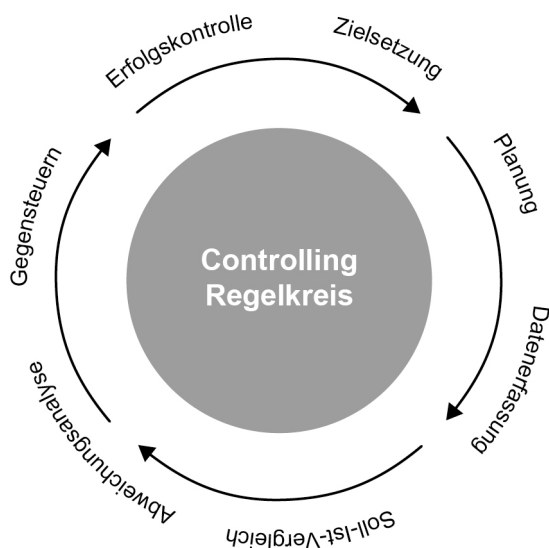 Erfolgskontrolle
Zielsetzung
Planung
Datenerfassung
Soll-Ist-Vergleich
Abweichungsanalyse
Gegensteuern
Controlling
Regelkreis